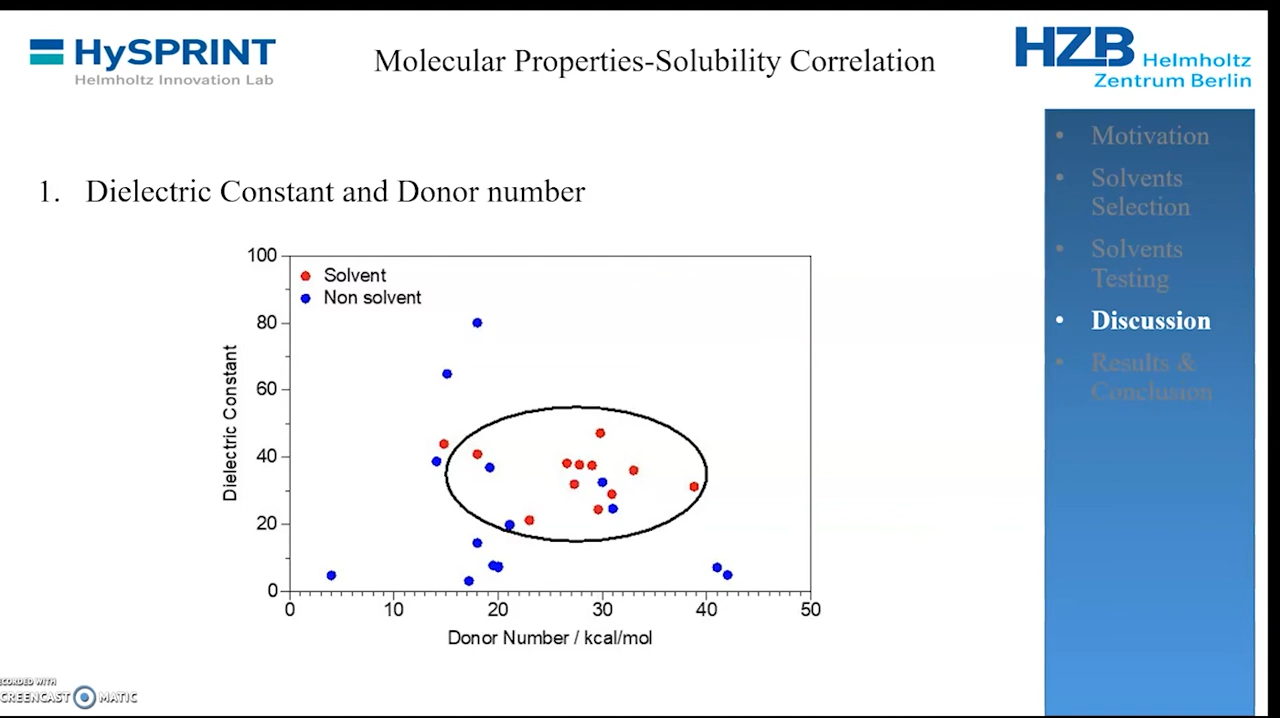 HySPRINT
Helmholtz Innovation Lab
Molecular Properties-Solubility Correlation
HZB Helmholtz
Zentrum Berlin
• Motivation
• Solvents
Selection
• Solvents
Testing
• Discussion
• Results &
Conclusion
1. Dielectric Constant and Donor number
Solvent
Non solvent
Dielectric Constant
100
80
60
40
20
0
0 10 20 30 40 50
Donor Number / kcal/mol
ECORDED WITH
CREENCAST MATIC